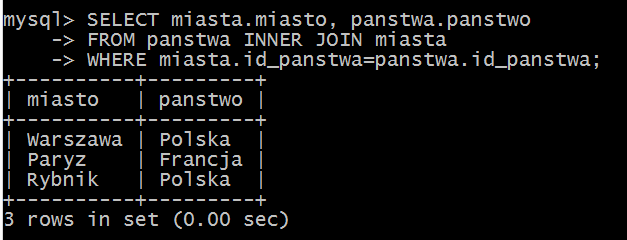 mysql> SELECT miasta.miasto, panstwa.panstwo
    -> FROM panstwa INNER JOIN miasta
    -> WHERE miasta.id_panstwa=panstwa.id_panstwa;
+----------+---------+
| miasto   | panstwo |
+----------+---------+
| Warszawa | Polska  |
| Paryz    | Francja |
| Rybnik   | Polska  |
+----------+---------+
3 rows in set (0.00 sec)